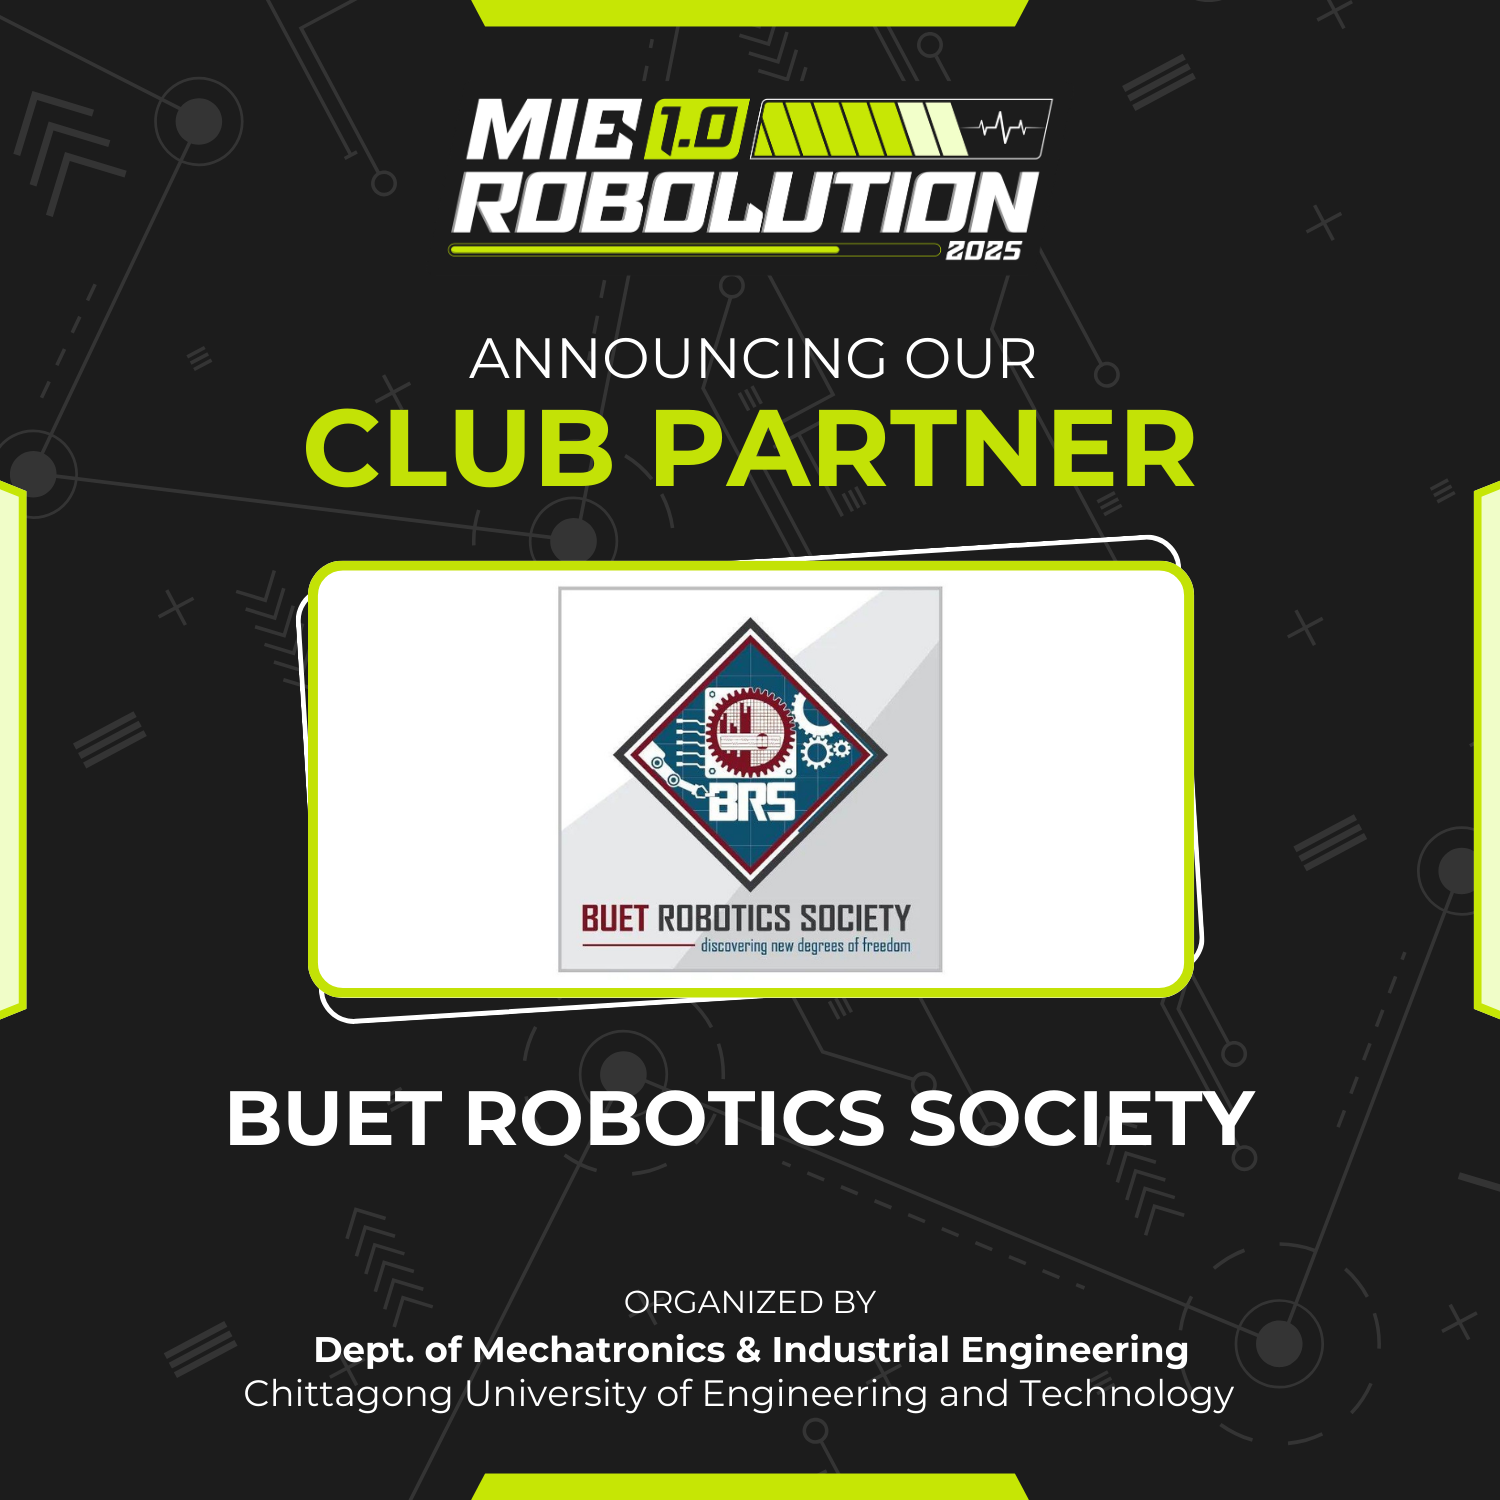 MIE 1.0
ROBOLUTION
2025
ANNOUNCING OUR
CLUB PARTNER
BRS
BUET ROBOTICS SOCIETY
discovering new degrees of freedom
BUET ROBOTICS SOCIETY
ORGANIZED BY
Dept. of Mechatronics & Industrial Engineering
Chittagong University of Engineering and Technology